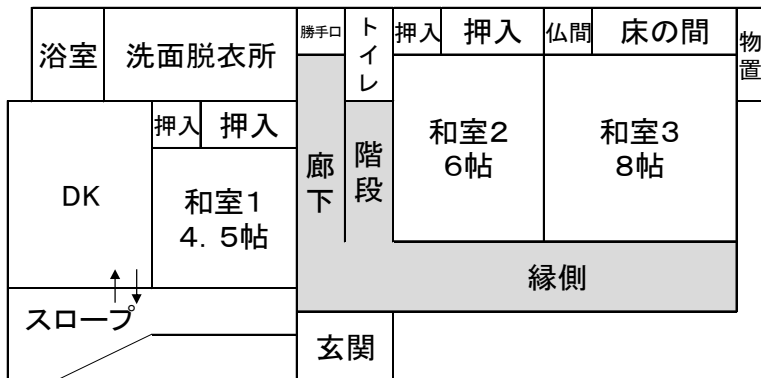 浴室
洗面脱衣所
勝手口
トイレ
押入
押入
仏間
床の間
物置
DK
押入
押入
和室1
4．5帖
廊下
階段
和室2
6帖
和室3
8帖
縁側
スロープ
玄関